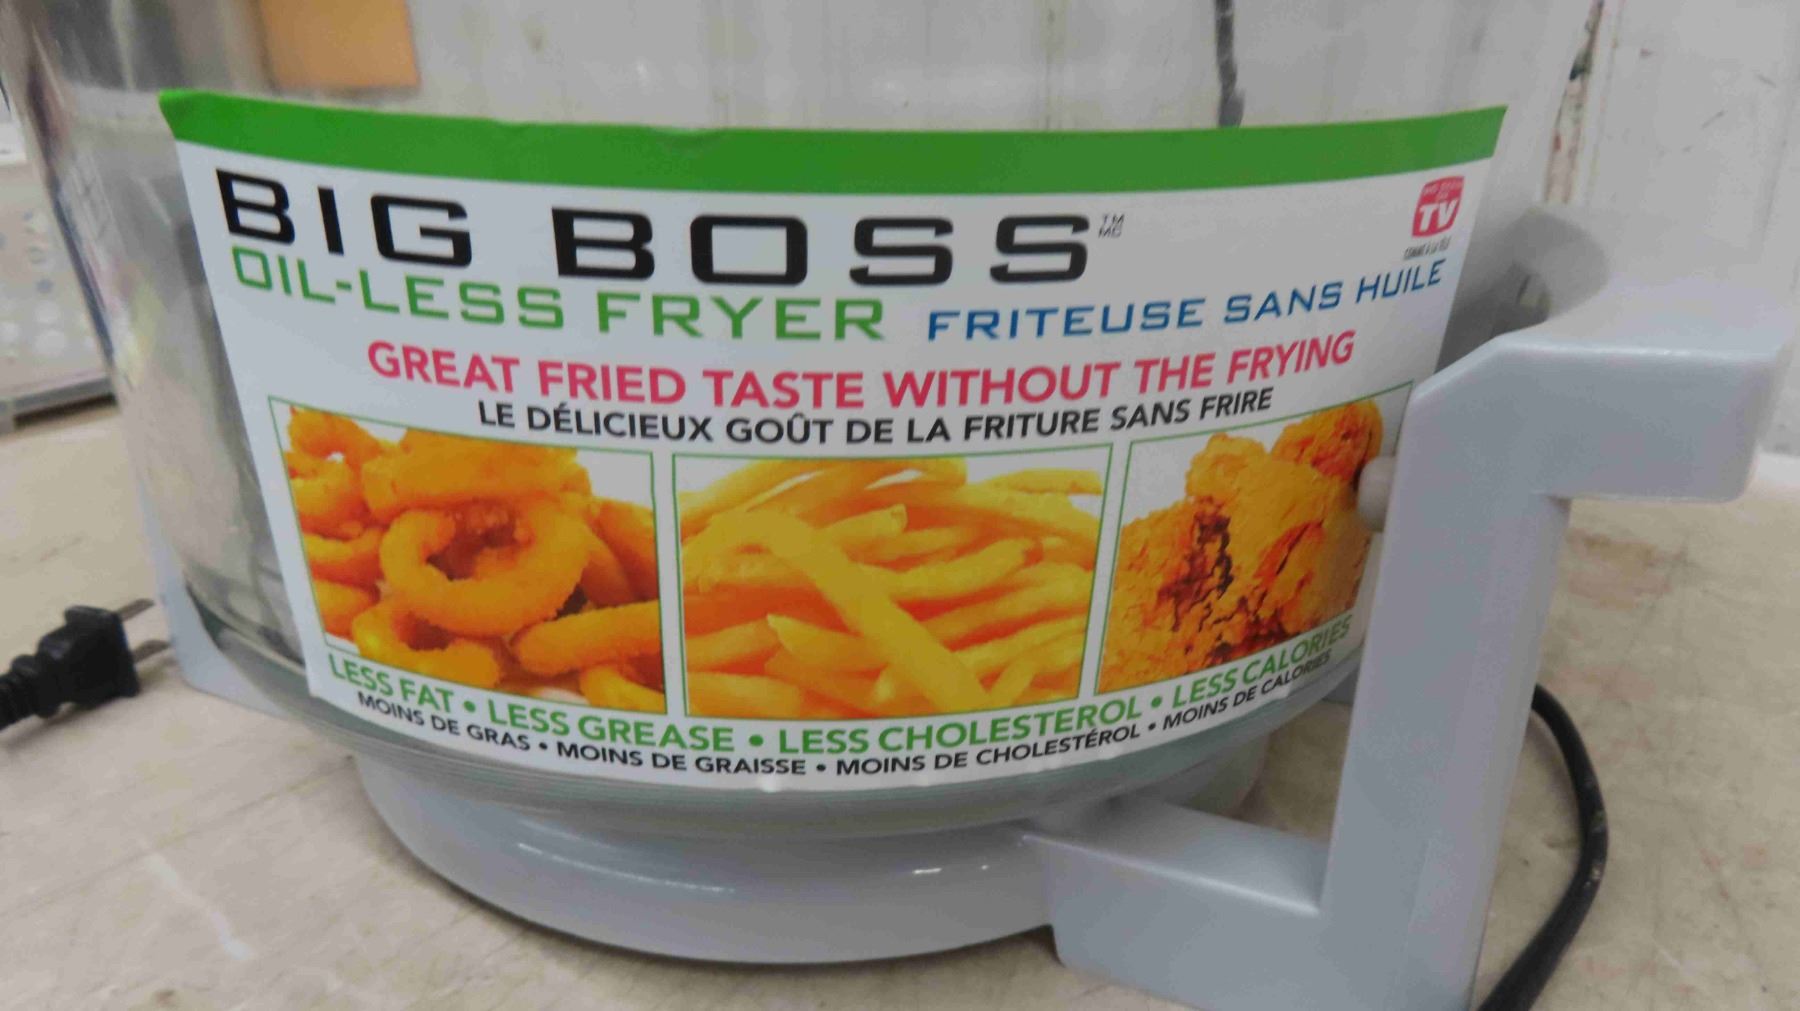 BIG BOSS™ MC
TV
OIL-LESS FRYER FRITEUSE SANS HUILE
GREAT FRIED TASTE WITHOUT THE FRYING
LE DÉLICIEUX GOÛT DE LA FRITURE SANS FRIRE
LESS FAT • LESS GREASE • LESS CHOLESTEROL • LESS CALORIES
MOINS DE GRAS • MOINS DE GRAISSE • MOINS DE CHOLESTÉROL • MOINS DE CALORIES